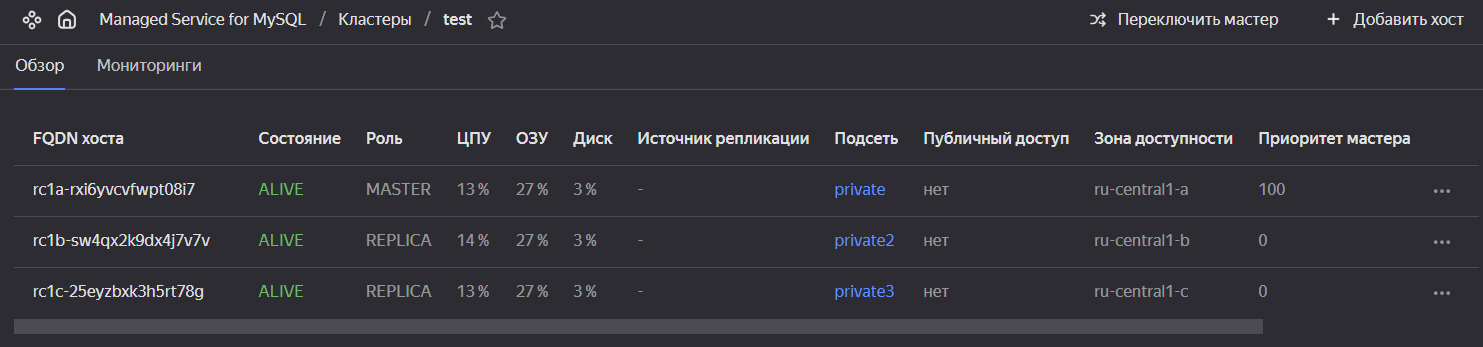 Managed Service for MySQL / Кластеры / test Переключить мастер + Добавить хост
Обзор Мониторинги
FQDN хоста Состояние Роль ЦПУ ОЗУ Диск Источник репликации Подсеть Публичный доступ Зона доступности Приоритет мастера
rc1a-rxi6yvcvfwpt08i7 ALIVE MASTER 13 % 27 % 3 % - private нет ru-central1-a 100
rc1b-sw4qx2k9dx4j7v7v ALIVE REPLICA 14 % 27 % 3 % - private2 нет ru-central1-b 0
rc1c-25eyzbxk3h5rt78g ALIVE REPLICA 13 % 27 % 3 % - private3 нет ru-central1-c 0